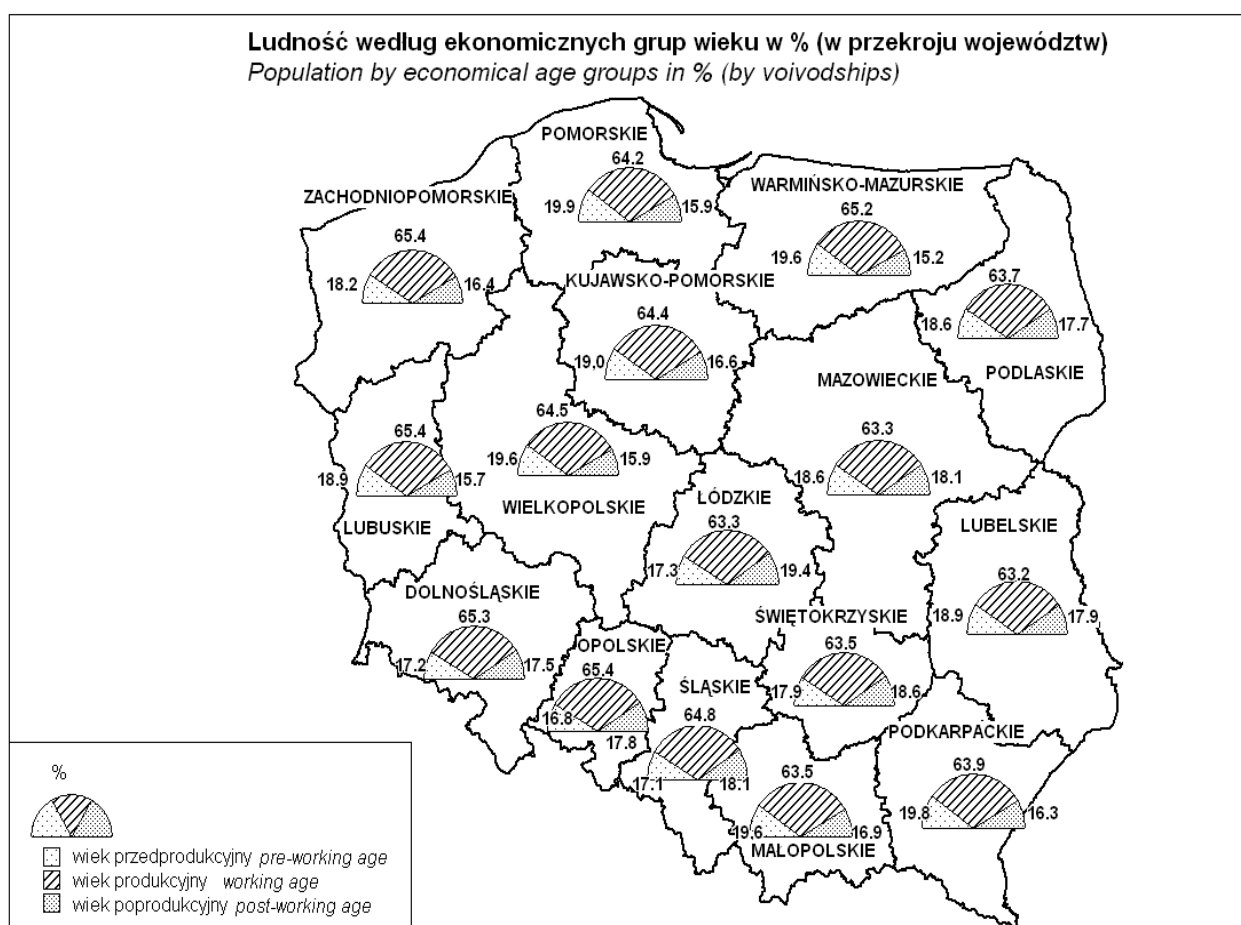 Ludność według ekonomicznych grup wieku w % (w przekroju województw)
Population by economical age groups in % (by voivodships)
POMORSKIE
64.2
19.9
15.9
ZACHODNIOPOMORSKIE
65.4
18.2
16.4
WARMIŃSKO-MAZURSKIE
65.2
19.6
15.2
KUJAWSKO-POMORSKIE
64.4
19.0
16.6
63.7
18.6
17.7
PODLASKIE
MAZOWIECKIE
63.3
18.6
18.1
65.4
18.9
15.7
LUBUSKIE
64.5
19.6
15.9
WIELKOPOLSKIE
ŁÓDZKIE
63.3
17.3
19.4
LUBELSKIE
63.2
18.9
17.9
DOLNOŚLĄSKIE
65.3
17.2
17.5
OPOLSKIE
65.4
16.8
17.8
ŚLĄSKIE
64.8
17.1
18.1
ŚWIĘTOKRZYSKIE
63.5
17.9
18.6
PODKARPACKIE
63.9
19.8
16.3
63.5
19.6
16.9
MALOPOLSKIE
%
wiek przedprodukcyjny pre-working age
wiek produkcyjny working age
wiek poprodukcyjny post-working age